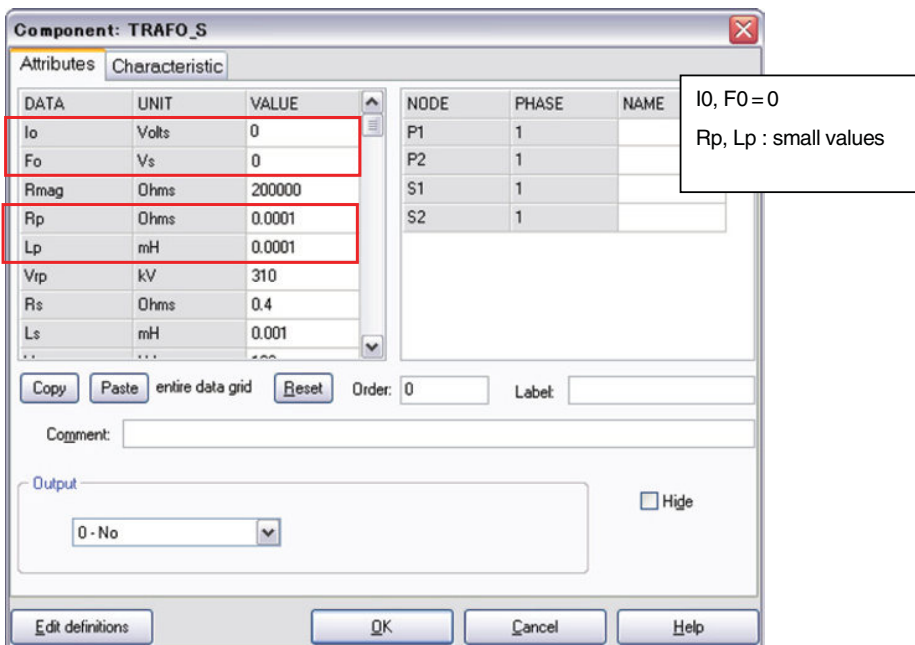 Component: TRAFO_S
Attributes Characteristic
DATA UNIT VALUE
Io Volts 0
Fo Vs 0
Rmag Ohms 200000
Rp Ohms 0.0001
Lp mH 0.0001
Vrp kV 310
Rs Ohms 0.4
Ls mH 0.001
NODE PHASE NAME
P1 1
P2 1
S1 1
S2 1
I0, F0 = 0
Rp, Lp : small values
Copy Paste entire data grid Reset Order: 0 Label:
Comment:
Output
0 - No
Hide
Edit definitions OK Cancel Help